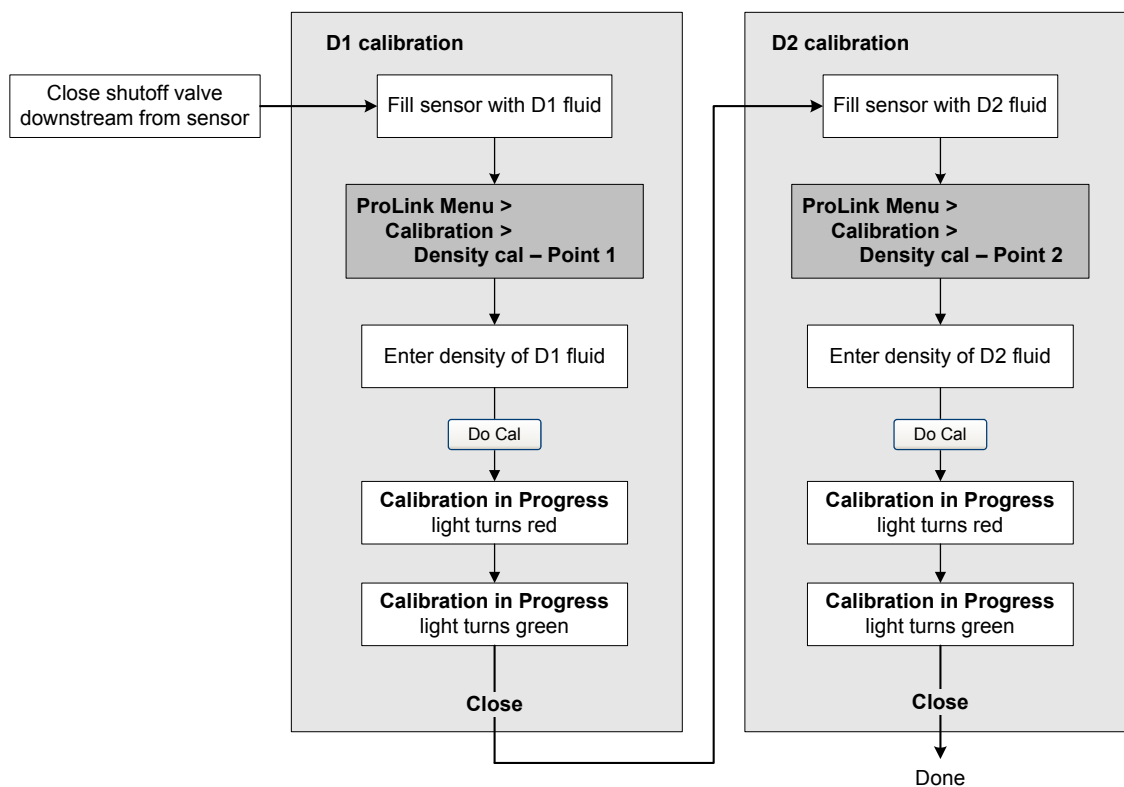 Close shutoff valve
downstream from sensor
D1 calibration
Fill sensor with D1 fluid
ProLink Menu >
Calibration >
Density cal – Point 1
Enter density of D1 fluid
Do Cal
Calibration in Progress
light turns red
Calibration in Progress
light turns green
Close
D2 calibration
Fill sensor with D2 fluid
ProLink Menu >
Calibration >
Density cal – Point 2
Enter density of D2 fluid
Do Cal
Calibration in Progress
light turns red
Calibration in Progress
light turns green
Close
Done